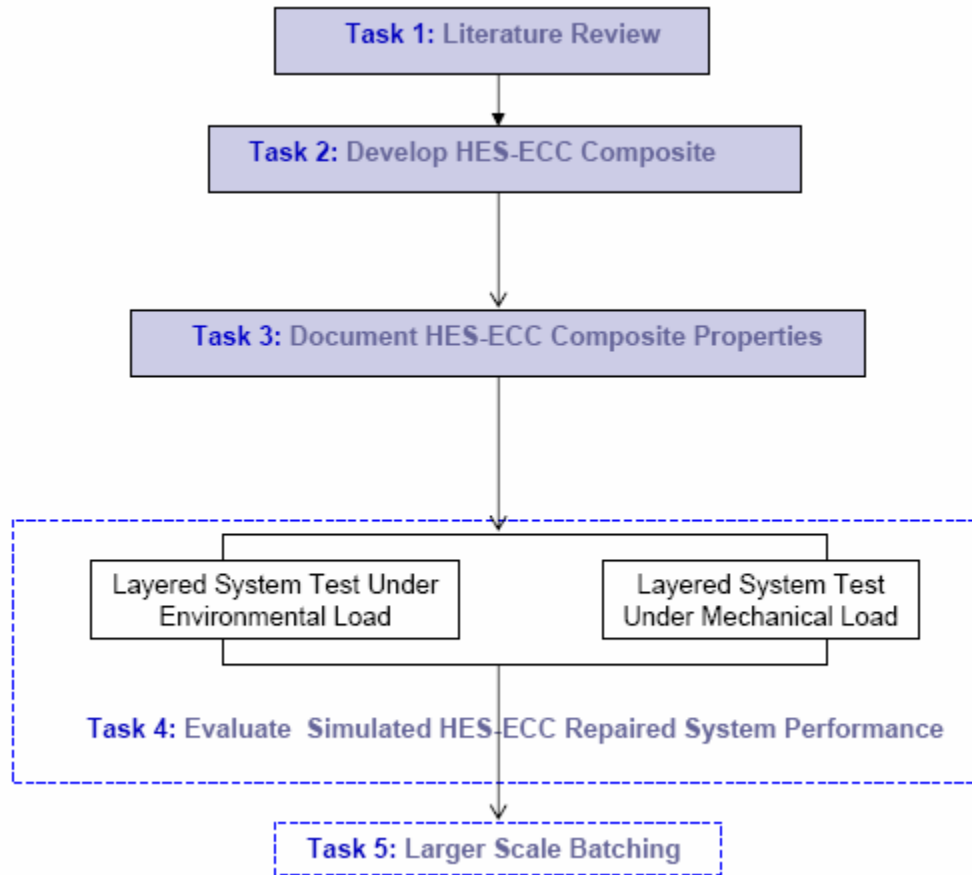 Task 1: Literature Review
Task 2: Develop HES-ECC Composite
Task 3: Document HES-ECC Composite Properties
Layered System Test Under
Environmental Load
Layered System Test
Under Mechanical Load
Task 4: Evaluate Simulated HES-ECC Repaired System Performance
Task 5: Larger Scale Batching